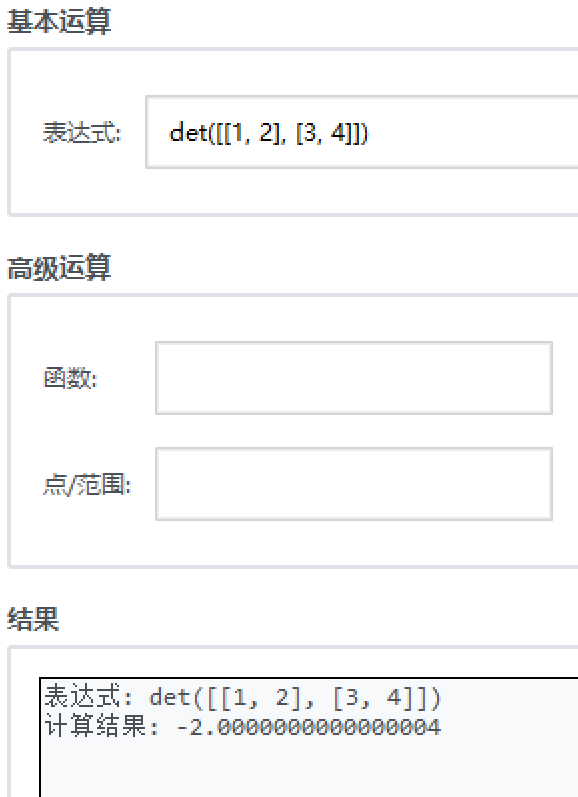 基本运算
表达式: det([[1, 2], [3, 4]])
高级运算
函数:
点/范围:
结果
表达式: det([[1, 2], [3, 4]])
计算结果: -2.0000000000000004